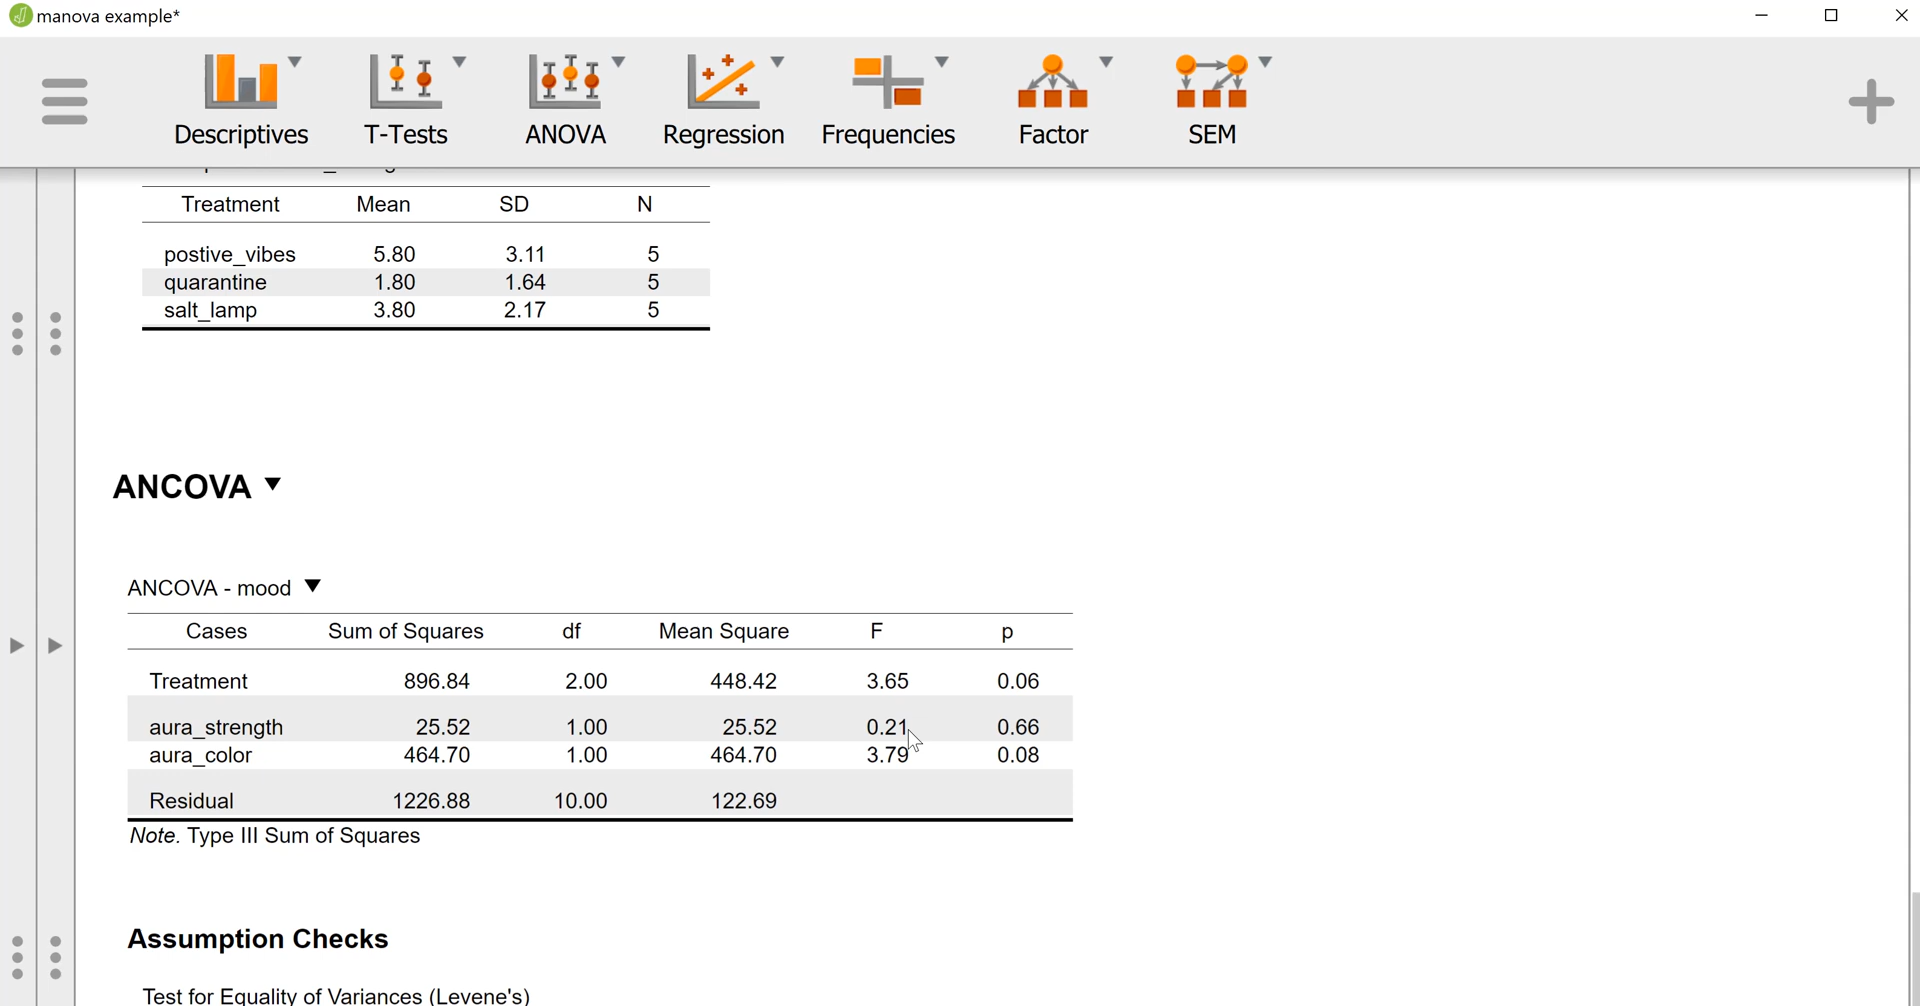 manova example*
Descriptives T-Tests ANOVA Regression Frequencies Factor SEM
Treatment Mean SD N
postive_vibes 5.80 3.11 5
quarantine 1.80 1.64 5
salt_lamp 3.80 2.17 5
ANCOVA
ANCOVA - mood
Cases Sum of Squares df Mean Square F p
Treatment 896.84 2.00 448.42 3.65 0.06
aura_strength 25.52 1.00 25.52 0.21 0.66
aura_color 464.70 1.00 464.70 3.79 0.08
Residual 1226.88 10.00 122.69
Note. Type III Sum of Squares
Assumption Checks
Test for Equality of Variances (Levene's)